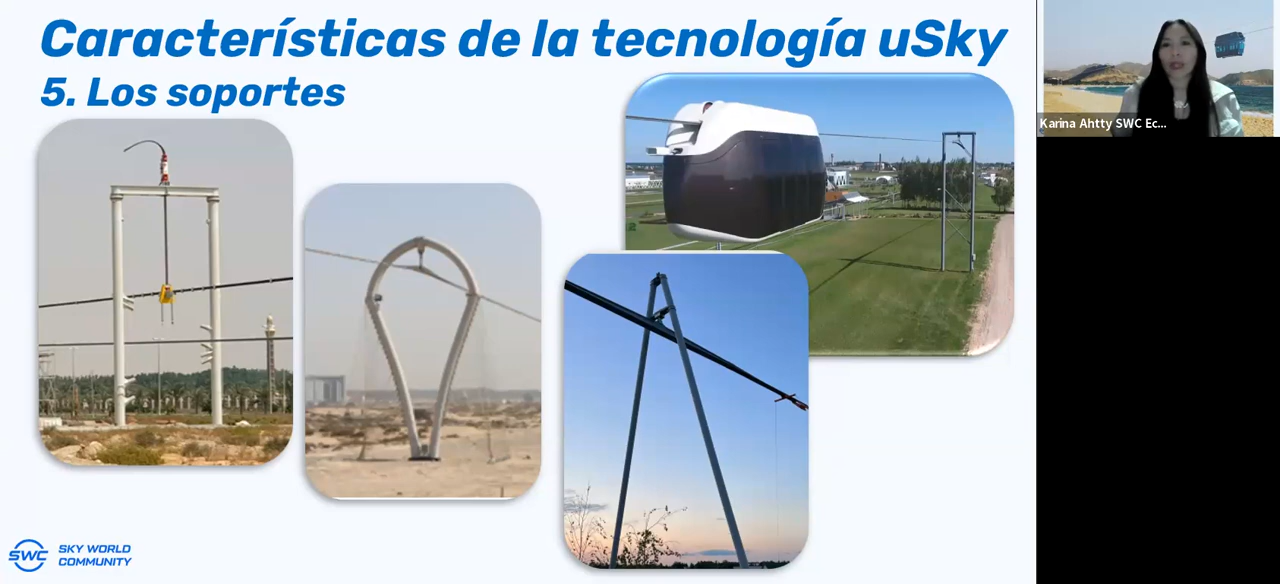 Características de la tecnología uSky
5. Los soportes
Karina Ahtty SWC Ec...
SWC
SKY WORLD
COMMUNITY